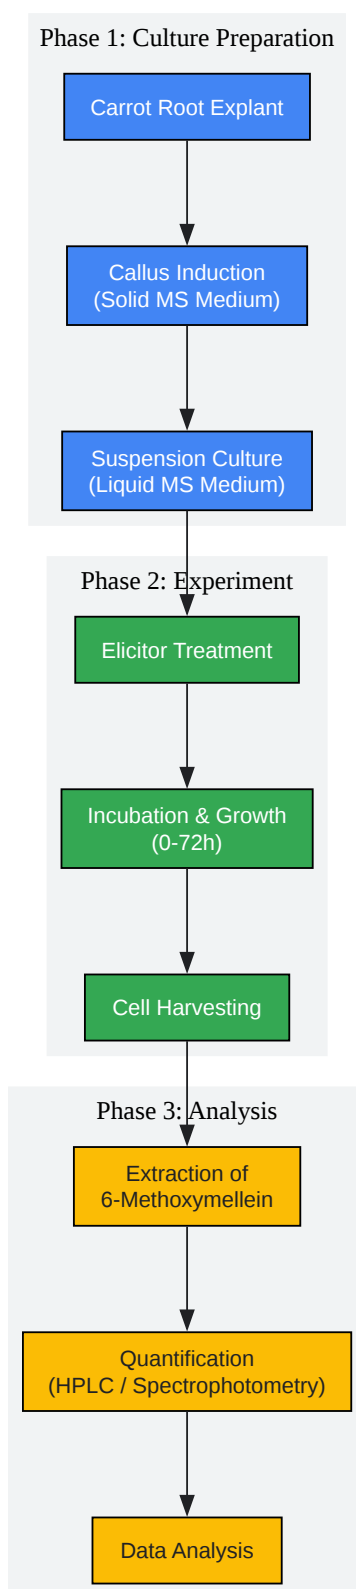 Phase 1: Culture Preparation
Carrot Root Explant
Callus Induction
(Solid MS Medium)
Suspension Culture
(Liquid MS Medium)
Phase 2: Experiment
Elicitor Treatment
Incubation & Growth
(0-72h)
Cell Harvesting
Phase 3: Analysis
Extraction of
6-Methoxymellein
Quantification
(HPLC / Spectrophotometry)
Data Analysis